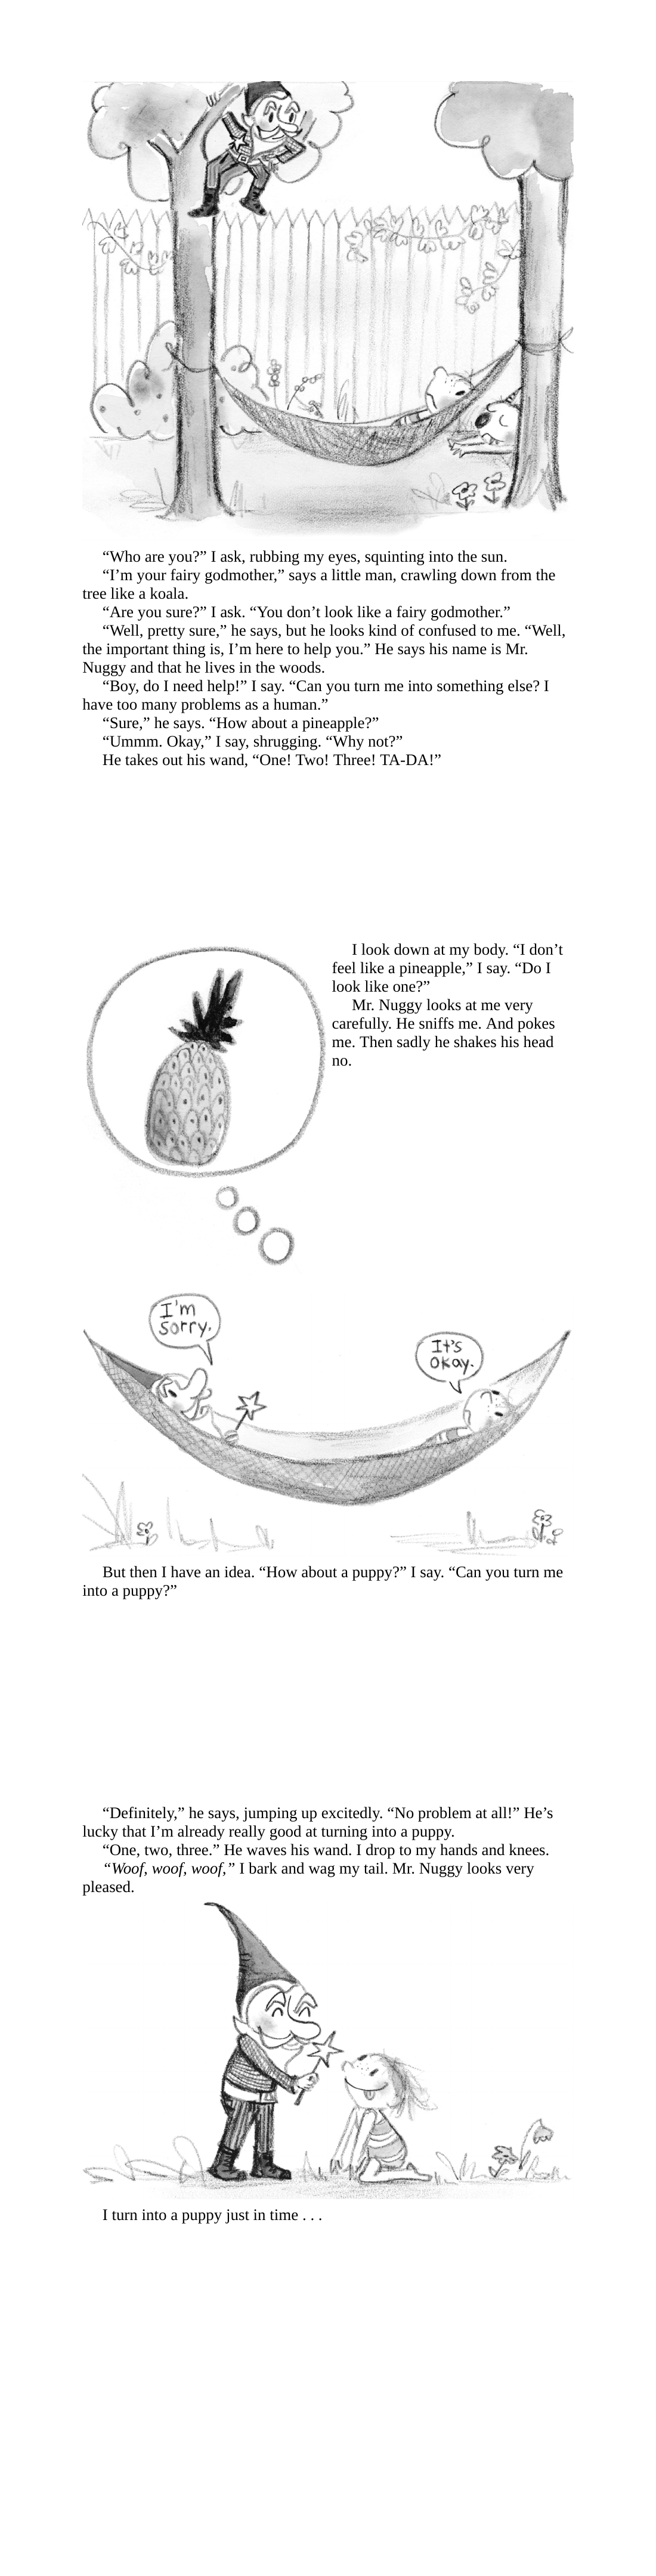 “Who are you?” I ask, rubbing my eyes, squinting into the sun.
“I’m your fairy godmother,” says a little man, crawling down from the
tree like a koala.
“Are you sure?” I ask. “You don’t look like a fairy godmother.”
“Well, pretty sure,” he says, but he looks kind of confused to me. “Well,
the important thing is, I’m here to help you.” He says his name is Mr.
Nuggy and that he lives in the woods.
“Boy, do I need help!” I say. “Can you turn me into something else? I
have too many problems as a human.”
“Sure,” he says. “How about a pineapple?”
“Ummm. Okay,” I say, shrugging. “Why not?”
He takes out his wand, “One! Two! Three! TA-DA!”
I look down at my body. “I don’t
feel like a pineapple,” I say. “Do I
look like one?”
Mr. Nuggy looks at me very
carefully. He sniffs me. And pokes
me. Then sadly he shakes his head
no.
I'm
sorry.
It's
okay.
But then I have an idea. “How about a puppy?” I say. “Can you turn me
into a puppy?”
“Definitely,” he says, jumping up excitedly. “No problem at all!” He’s
lucky that I’m already really good at turning into a puppy.
“One, two, three.” He waves his wand. I drop to my hands and knees.
“Woof, woof, woof,” I bark and wag my tail. Mr. Nuggy looks very
pleased.
I turn into a puppy just in time . . .